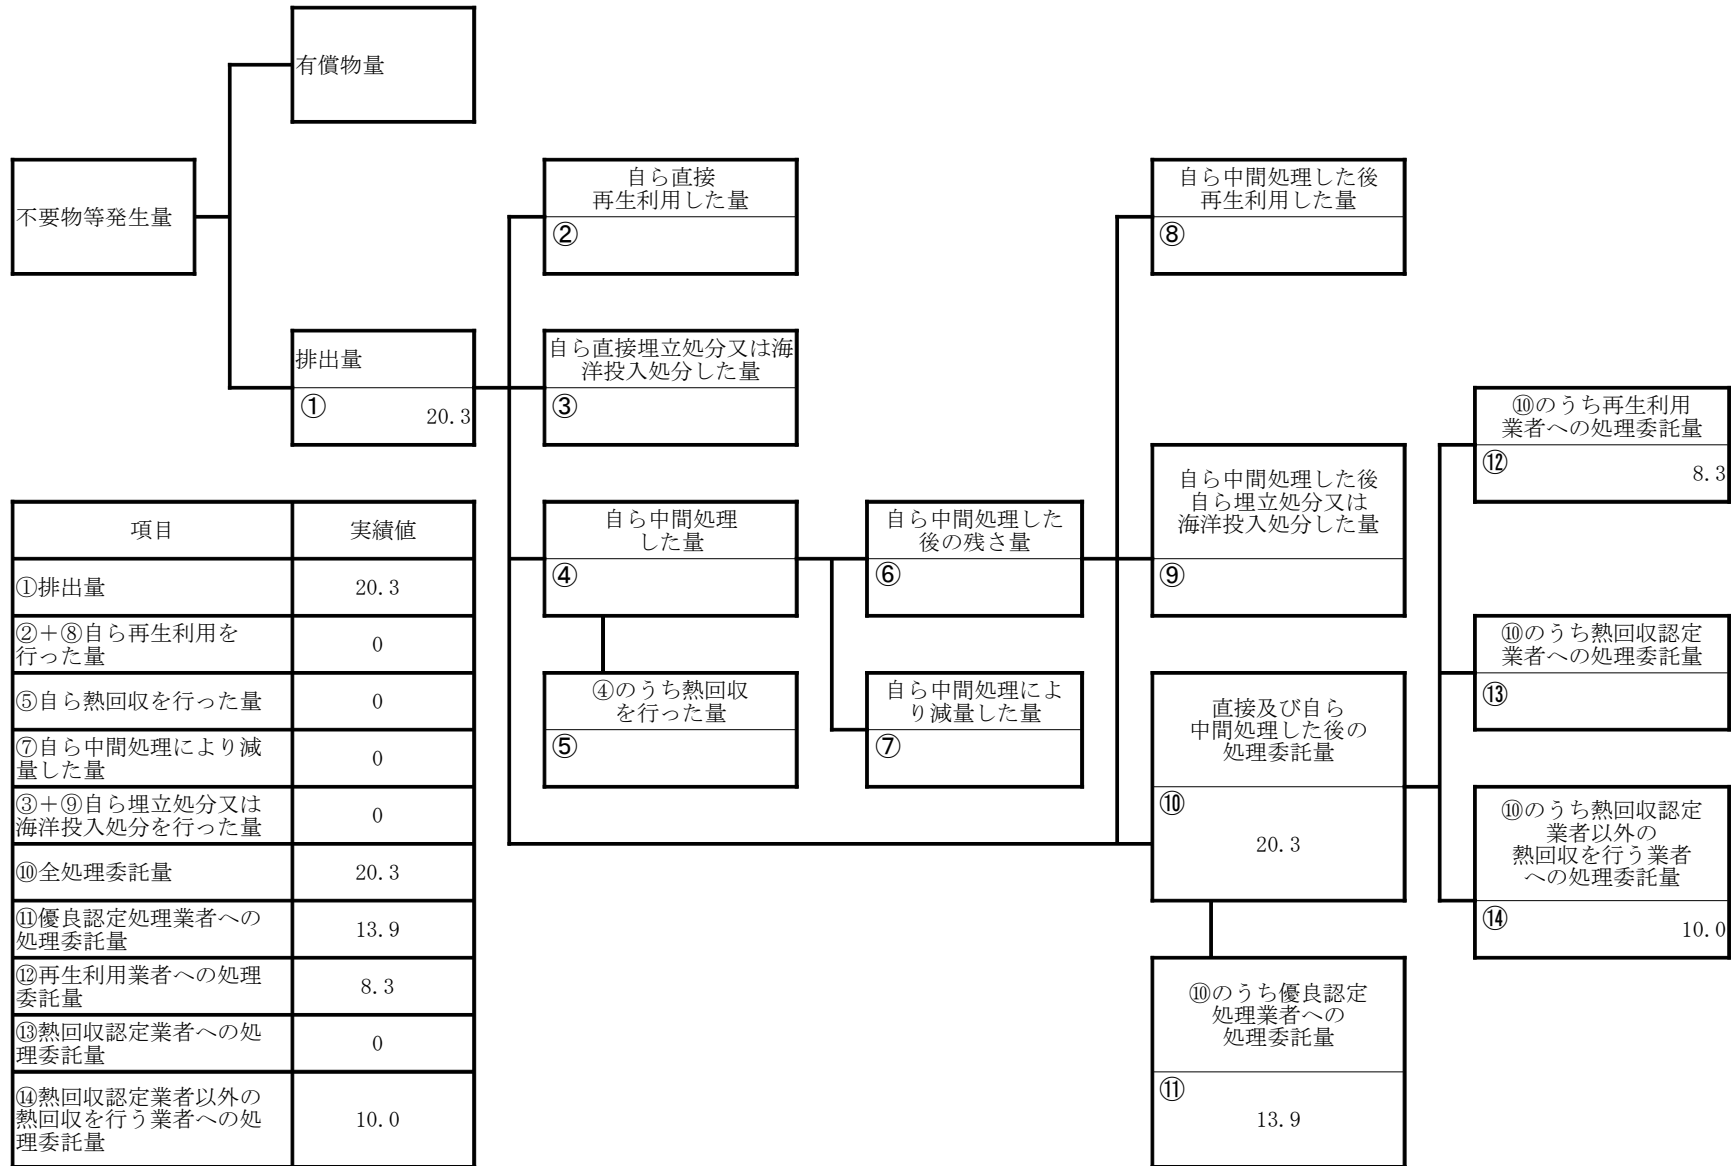 有償物量
不要物等発生量
自ら直接
再生利用した量
②
自ら中間処理した後
再生利用した量
⑧
排出量
① 20.3
自ら直接埋立処分又は海
洋投入処分した量
③
⑩のうち再生利用
業者への処理委託量
⑫ 8.3
自ら中間処理
した量
④
自ら中間処理した
後の残さ量
⑥
自ら中間処理した後
自ら埋立処分又は
海洋投入処分した量
⑨
⑩のうち熱回収認定
業者への処理委託量
⑬
④のうち熱回収
を行った量
⑤
自ら中間処理によ
り減量した量
⑦
直接及び自ら
中間処理した後の
処理委託量
⑩
20.3
⑩のうち熱回収認定
業者以外の
熱回収を行う業者
への処理委託量
⑭ 10.0
⑩のうち優良認定
処理業者への
処理委託量
⑪
13.9
項目 実績値
①排出量 20.3
②+⑧自ら再生利用を
行った量 0
⑤自ら熱回収を行った量 0
⑦自ら中間処理により減
量した量 0
③+⑨自ら埋立処分又は
海洋投入処分を行った量 0
⑩全処理委託量 20.3
⑪優良認定処理業者への
処理委託量 13.9
⑫再生利用業者への処理
委託量 8.3
⑬熱回収認定業者への処
理委託量 0
⑭熱回収認定業者以外の
熱回収を行う業者への処 10.0
理委託量